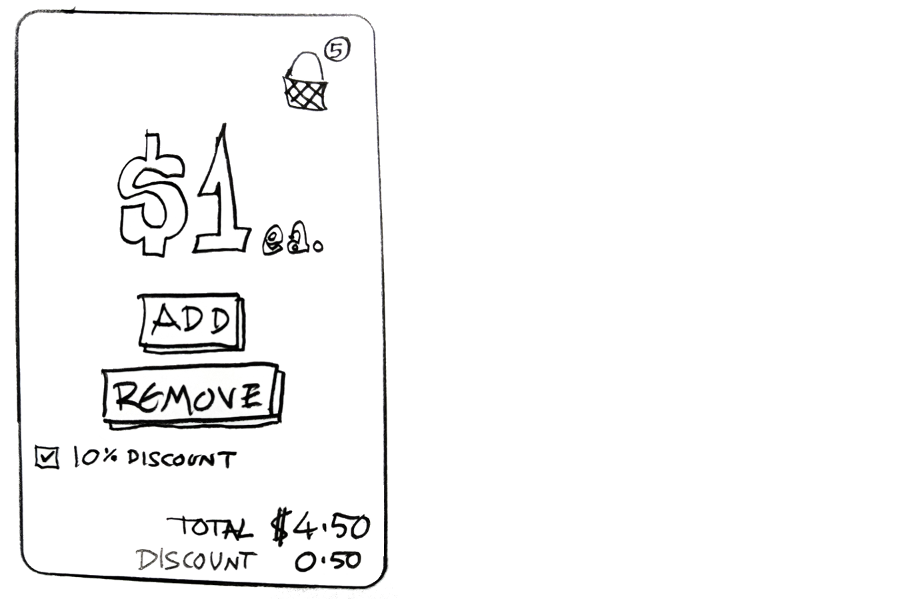 5
$1 ea.
ADD
REMOVE
10% DISCOUNT
TOTAL $4.50
DISCOUNT 0.50